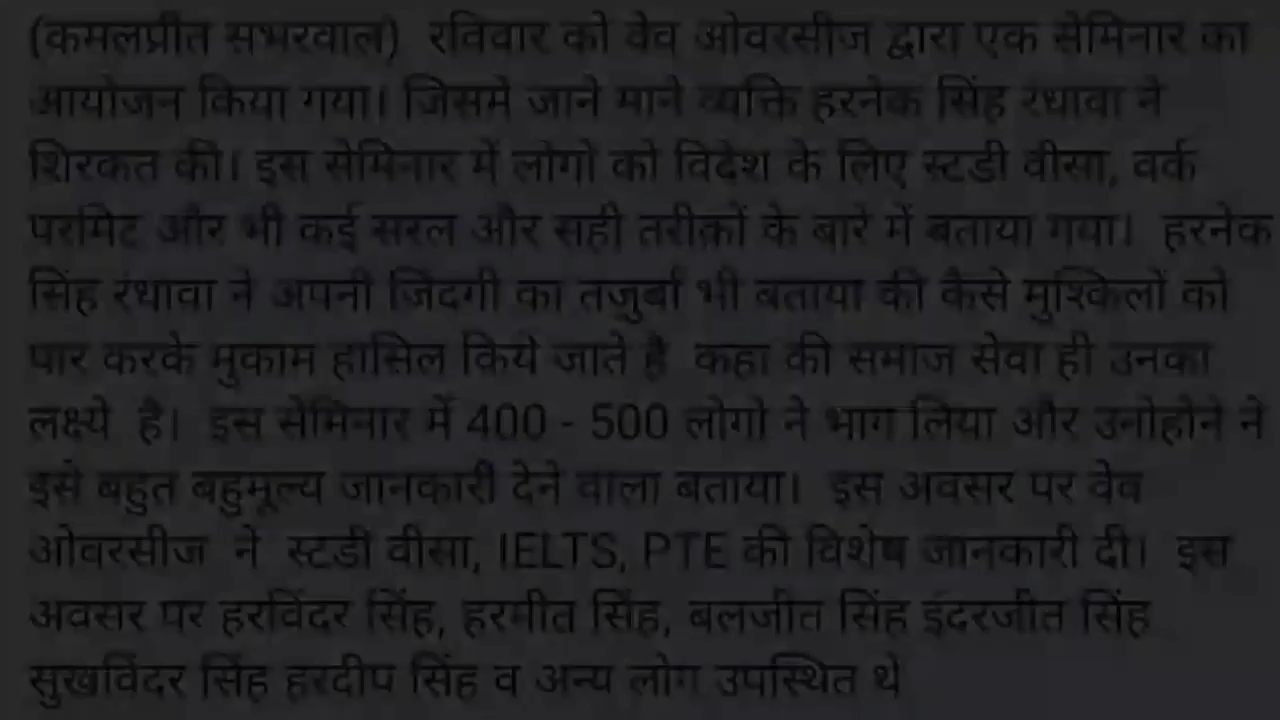 (कमलप्रीत सभरवाल) रविवार को वेव ओवरसीज द्वारा एक सेमिनार का
आयोजन किया गया। जिसमे जाने माने व्यक्ति हरनेक सिंह रंधावा ने
शिरकत की। इस सेमिनार में लोगो को विदेश के लिए स्टडी वीसा, वर्क
परमिट और भी कई सरल और सही तरीक़ों के बारे में बताया गया। हरनेक
सिंह रंधावा ने अपनी जिंदगी का तजुर्बा भी बताया की कैसे मुश्किलों को
पार करके मुकाम हासिल किये जाते है कहा की समाज सेवा ही उनका
लक्ष्ये है। इस सेमिनार में 400 - 500 लोगो ने भाग लिया और उनोहोने ने
इसे बहुत बहुमूल्य जानकारी देने वाला बताया। इस अवसर पर वेव
ओवरसीज ने स्टडी वीसा, IELTS, PTE की विशेष जानकारी दी। इस
अवसर पर हरविंदर सिंह, हरमीत सिंह, बलजीत सिंह इंदरजीत सिंह
सुखविंदर सिंह हरदीप सिंह व अन्य लोग उपस्थित थे